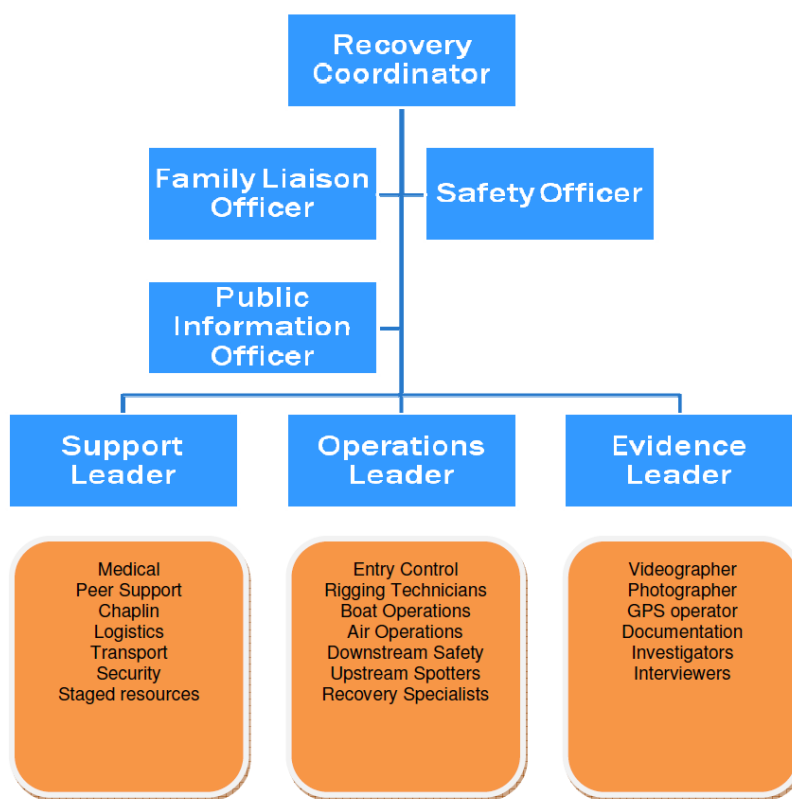 Recovery
Coordinator
Family Liaison
Officer
Safety Officer
Public
Information
Officer
Support
Leader
Operations
Leader
Evidence
Leader
Medical
Peer Support
Chaplin
Logistics
Transport
Security
Staged resources
Entry Control
Rigging Technicians
Boat Operations
Air Operations
Downstream Safety
Upstream Spotters
Recovery Specialists
Videographer
Photographer
GPS operator
Documentation
Investigators
Interviewers